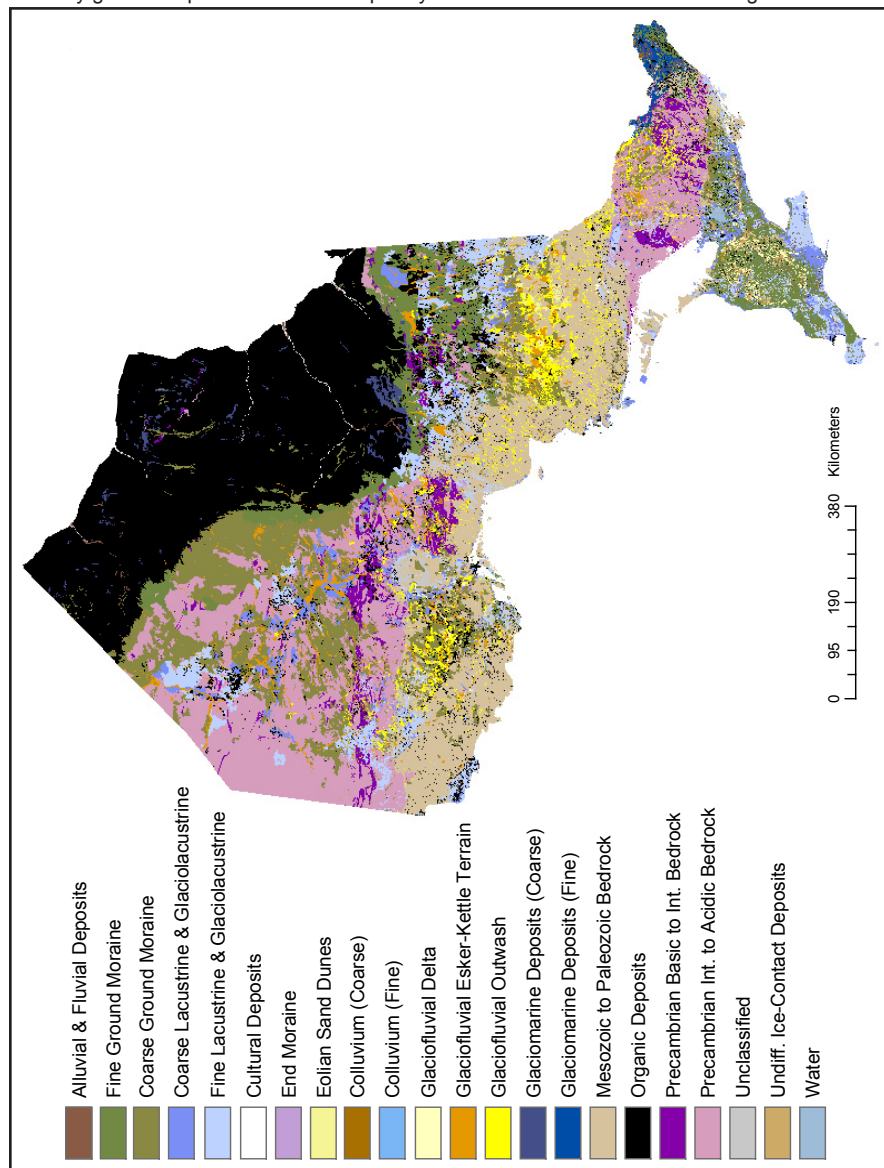 Alluvial & Fluvial Deposits
Fine Ground Moraine
Coarse Ground Moraine
Coarse Lacustrine & Glaciolacustrine
Fine Lacustrine & Glaciolacustrine
Cultural Deposits
End Moraine
Eolian Sand Dunes
Colluvium (Coarse)
Colluvium (Fine)
Glaciofluvial Delta
Glaciofluvial Esker-Kettle Terrain
Glaciofluvial Outwash
Glaciomarine Deposits (Coarse)
Glaciomarine Deposits (Fine)
Mesozoic to Paleozoic Bedrock
Organic Deposits
Precambrian Basic to Int. Bedrock
Precambrian Int. to Acidic Bedrock
Unclassified
Undiff. Ice-Contact Deposits
Water
0 95 190 380 Kilometers